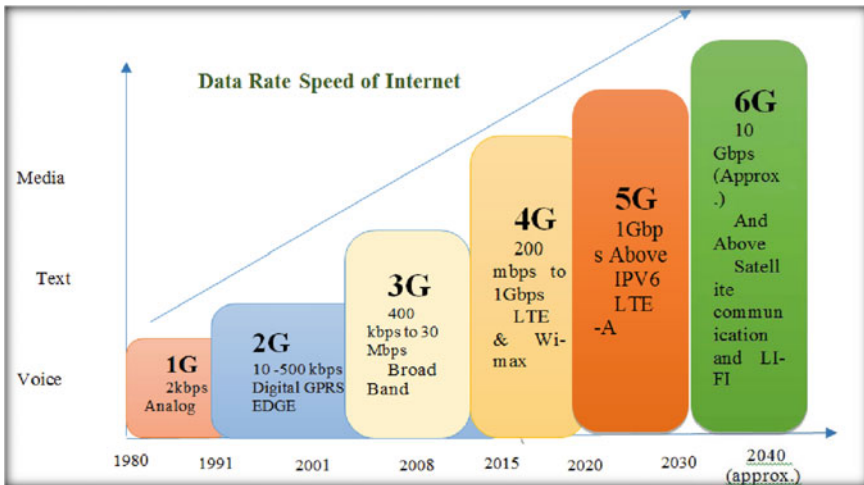 Data Rate Speed of Internet
Media
Text
Voice
1G
2kbps
Analog
2G
10 -500 kbps
Digital GPRS
EDGE
3G
400
kbps to 30
Mbps
Broad
Band
4G
200
mbps to
1Gbps
LTE
& Wi-
max
5G
1Gbp
s Above
IPV6
LTE
-A
6G
10
Gbps
(Approx
.)
And
Above
Satell
ite
commun
ication
and LI-
FI
1980
1991
2001
2008
2015
2020
2030
2040
(approx.)